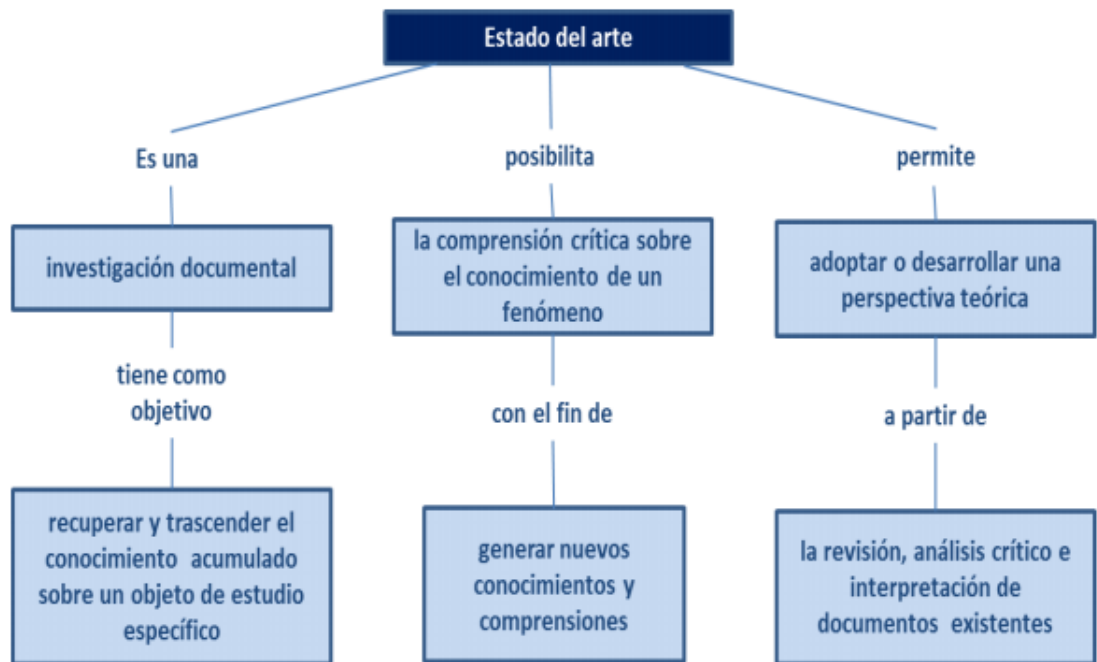 Estado del arte
Es una
investigación documental
tiene como
objetivo
recuperar y trascender el
conocimiento acumulado
sobre un objeto de estudio
específico
posibilita
la comprensión crítica sobre
el conocimiento de un
fenómeno
con el fin de
generar nuevos
conocimientos y
comprensiones
permite
adoptar o desarrollar una
perspectiva teórica
a partir de
la revisión, análisis crítico e
interpretación de
documentos existentes